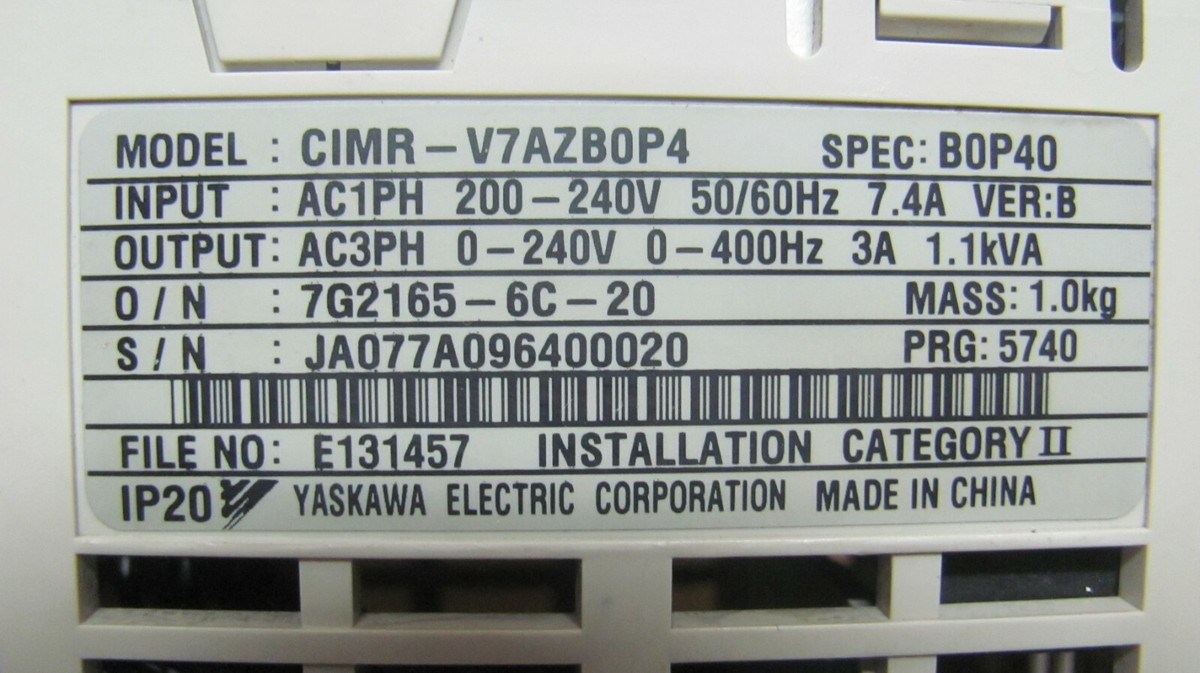 MODEL : CIMR-V7AZB0P4 SPEC: B0P40
INPUT : AC1PH 200-240V 50/60Hz 7.4A VER:B
OUTPUT: AC3PH 0-240V 0-400Hz 3A 1.1kVA
O/N : 7G2165-6C-20 MASS: 1.0kg
S/N : JA077A096400020 PRG: 5740
FILE NO: E131457 INSTALLATION CATEGORY II
IP20 YASKAWA ELECTRIC CORPORATION MADE IN CHINA